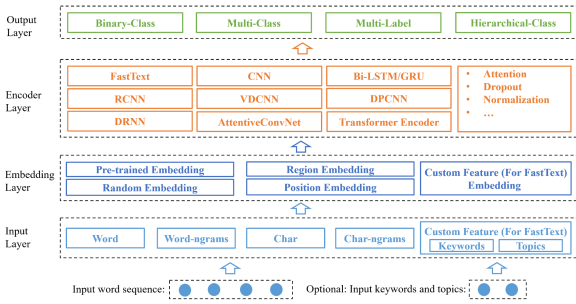 Output Layer
Binary-Class
Multi-Class
Multi-Label
Hierarchical-Class
Encoder Layer
FastText
CNN
Bi-LSTM/GRU
RCNN
VDCNN
DPCNN
DRNN
AttentiveConvNet
Transformer Encoder
• Attention
• Dropout
• Normalization
• …
Embedding Layer
Pre-trained Embedding
Region Embedding
Random Embedding
Position Embedding
Custom Feature (For FastText)
Embedding
Input Layer
Word
Word-ngrams
Char
Char-ngrams
Custom Feature (For FastText)
Keywords
Topics
Input word sequence:
Optional: Input keywords and topics: